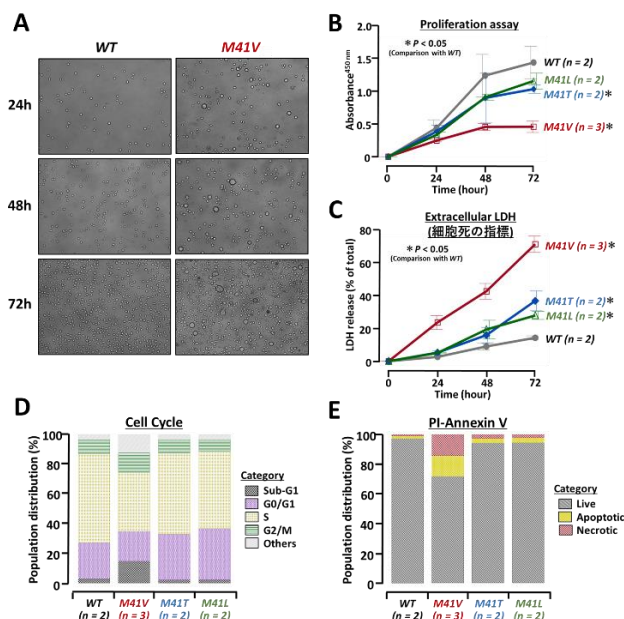 A
WT
M41V
24h
48h
72h
B
Proliferation assay
* P < 0.05
(Comparison with WT)
Absorbance450 nm
2.0
1.5
1.0
0.5
0
0
24
48
72
Time (hour)
WT (n = 2)
M41L (n = 2)
M41T (n = 2)*
M41V (n = 3)*
C
Extracellular LDH
(細胞死の指標)
* P < 0.05
(Comparison with WT)
LDH release (% of total)
80
60
40
20
0
0
24
48
72
Time (hour)
M41V (n = 3)*
M41T (n = 2)*
M41L (n = 2)*
WT (n = 2)
D
Cell Cycle
Population distribution (%)
100
80
60
40
20
0
Category
Sub-G1
G0/G1
S
G2/M
Others
WT
(n = 2)
M41V
(n = 3)
M41T
(n = 2)
M41L
(n = 2)
E
PI-Annexin V
Population distribution (%)
100
80
60
40
20
0
Category
Live
Apoptotic
Necrotic
WT
(n = 2)
M41V
(n = 3)
M41T
(n = 2)
M41L
(n = 2)